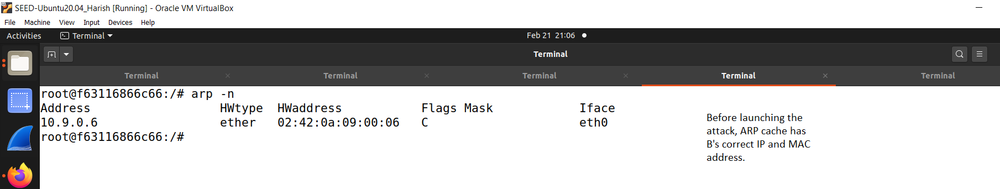 SEED-Ubuntu20.04_Harish [Running] - Oracle VM VirtualBox
File Machine View Input Devices Help
Activities Terminal Feb 21 21:06
Terminal
Terminal Terminal Terminal Terminal Terminal
root@f63116866c66:/# arp -n
Address HWtype HWaddress Flags Mask Iface
10.9.0.6 ether 02:42:0a:09:00:06 C eth0
root@f63116866c66:/#
Before launching the
attack, ARP cache has
B's correct IP and MAC
address.